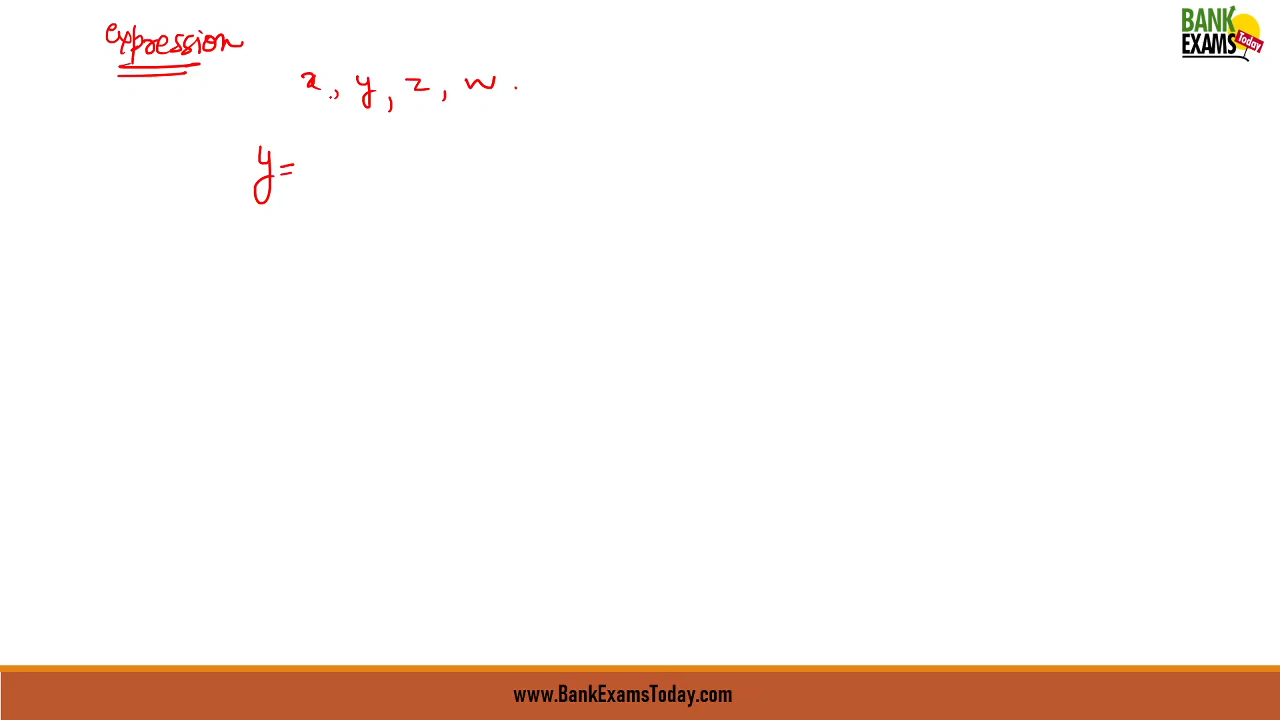 expression
x, y, z, w.
y=
BANK
EXAMS Today
www.BankExamsToday.com